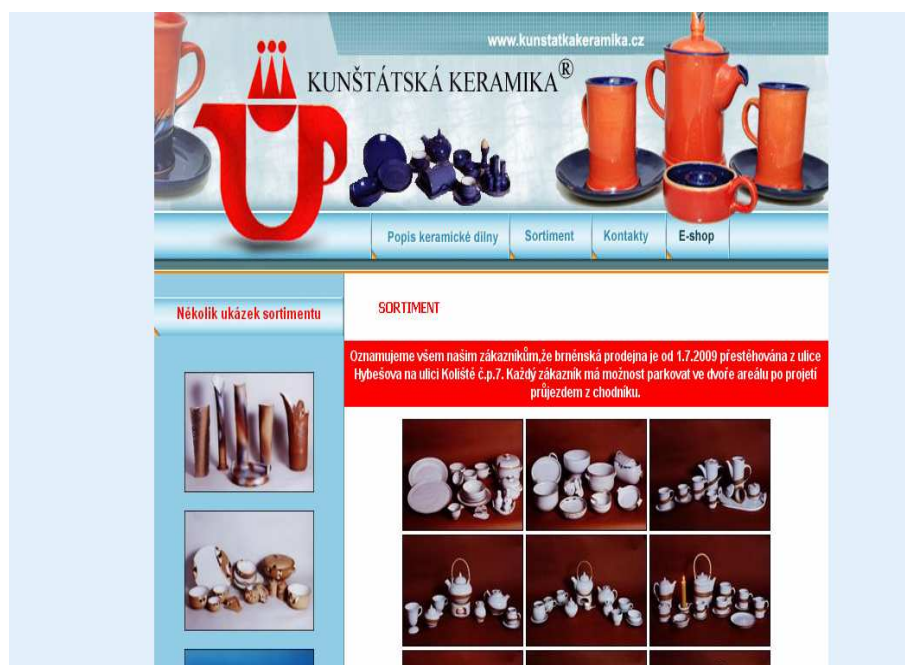 www.kunstatkakeramika.cz
KUNŠTÁTSKÁ KERAMIKA®
Popis keramické dílny
Sortiment
Kontakty
E-shop
Několik ukázek sortimentu
SORTIMENT
Oznamujeme všem našim zákazníkům,že brněnská prodejna je od 1.7.2009 přestěhována z ulice
Hybešova na ulici Koliště č.p.7. Každý zákazník má možnost parkovat ve dvoře areálu po projetí
průjezdem z chodníku.